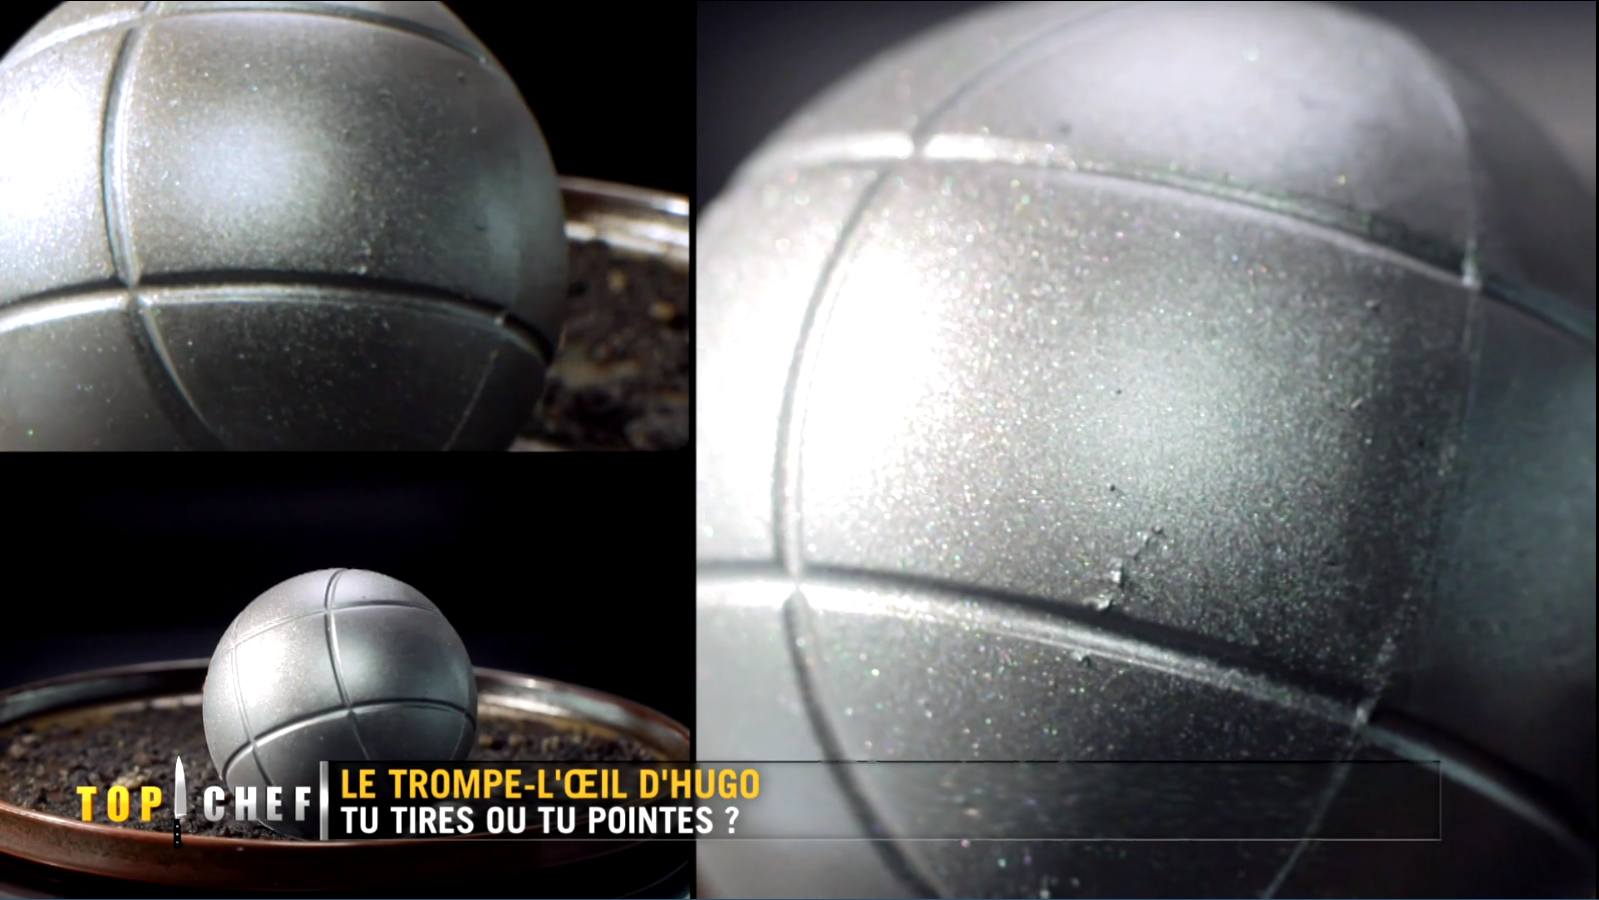 TOP CHEF
LE TROMPE-L'ŒIL D'HUGO
TU TIRES OU TU POINTES ?